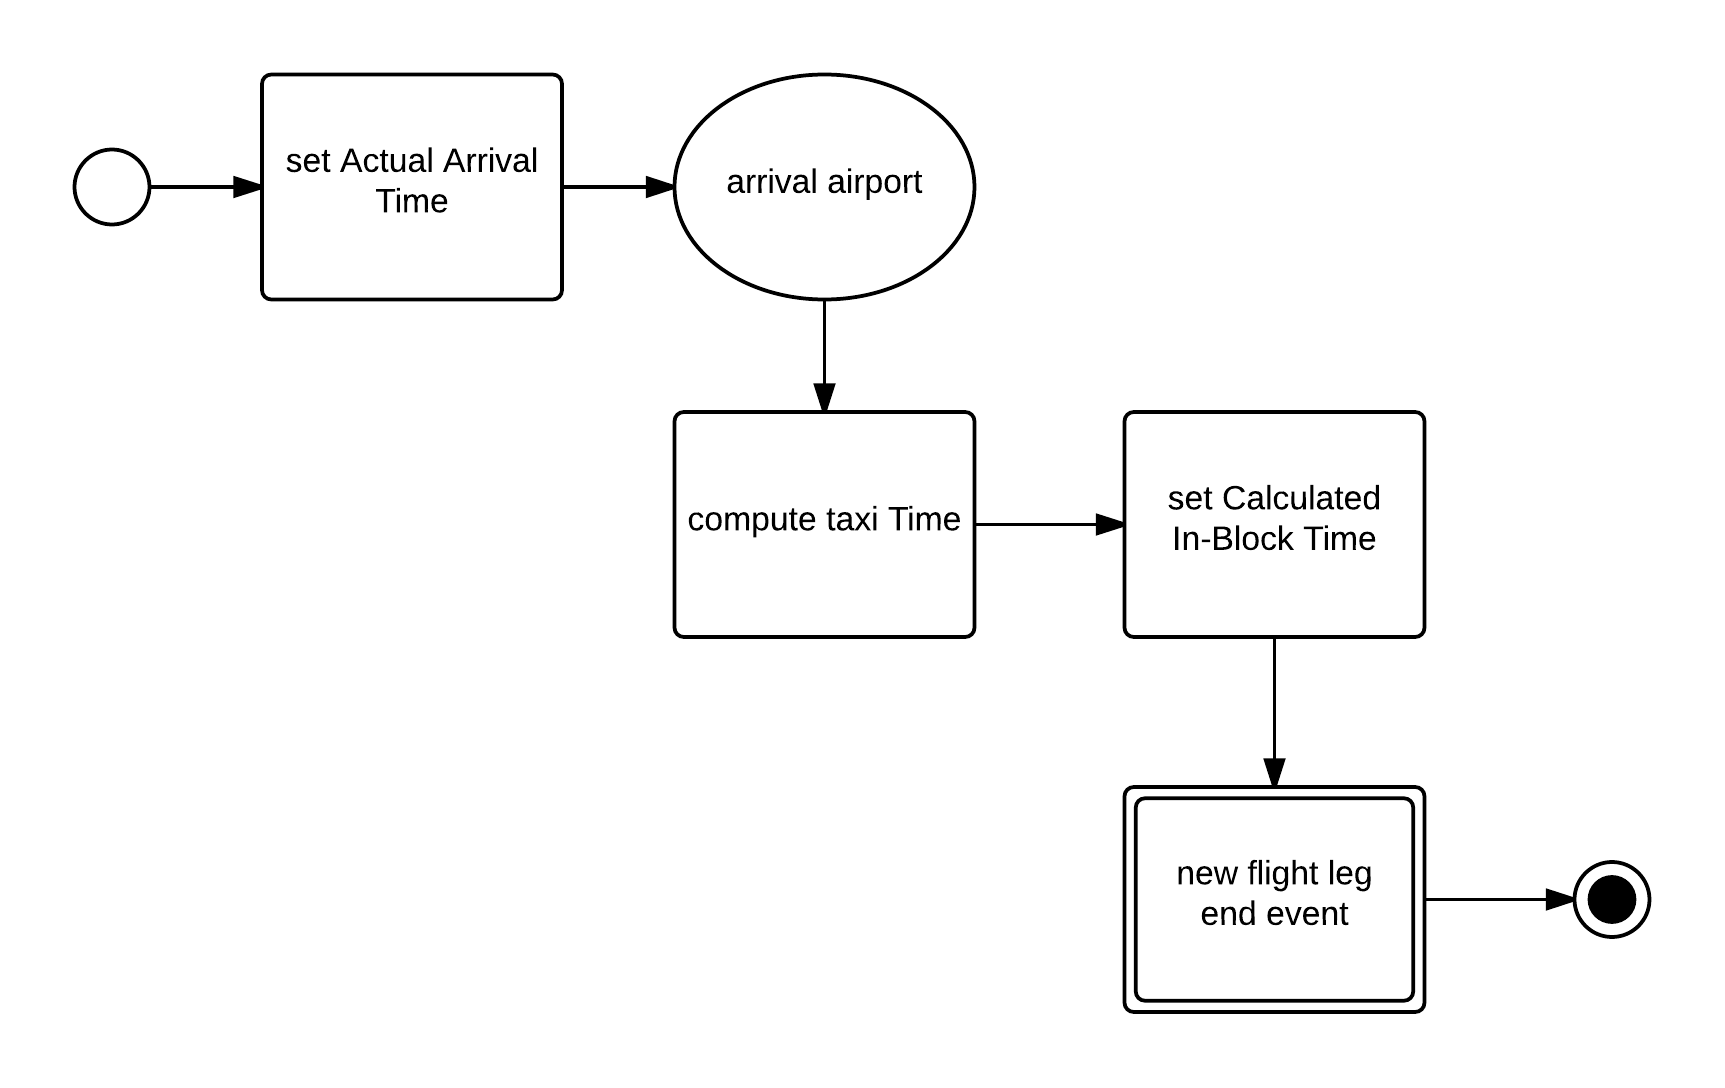 set Actual Arrival
Time
arrival airport
compute taxi Time
set Calculated
In-Block Time
new flight leg
end event